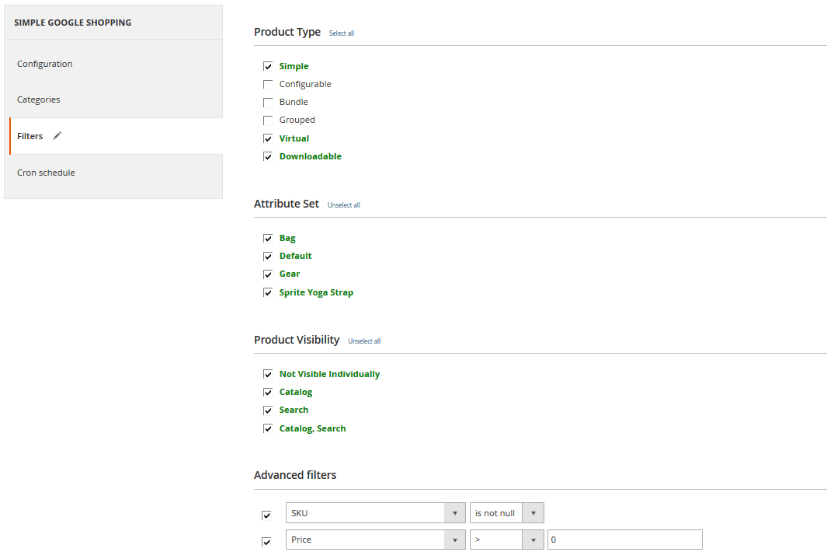 SIMPLE GOOGLE SHOPPING
Configuration
Categories
Filters
Cron schedule
Product Type Select all
Simple
Configurable
Bundle
Grouped
Virtual
Downloadable
Attribute Set Unselect all
Bag
Default
Gear
Sprite Yoga Strap
Product Visibility Unselect all
Not Visible Individually
Catalog
Search
Catalog, Search
Advanced filters
SKU is not null
Price > 0